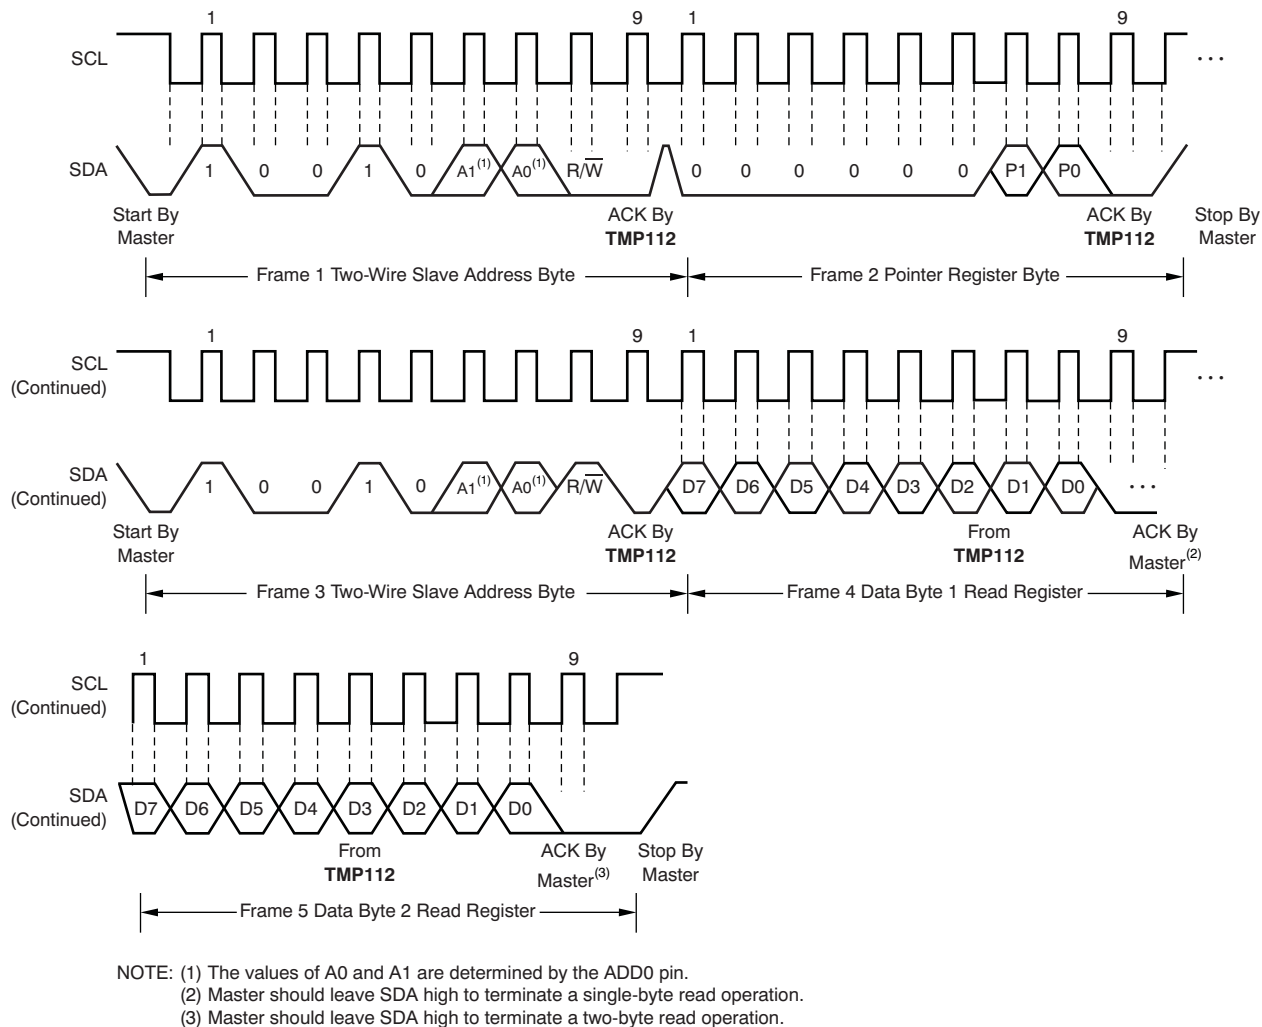 1 9 1 9
SCL ...
SDA 1 0 0 1 0 A1(1) A0(1) R/W̅ 0 0 0 0 0 0 P1 P0
Start By Master
ACK By TMP112
ACK By TMP112
Stop By Master
Frame 1 Two-Wire Slave Address Byte
Frame 2 Pointer Register Byte
1 9 1 9
SCL (Continued) ...
SDA (Continued) 1 0 0 1 0 A1(1) A0(1) R/W̅ D7 D6 D5 D4 D3 D2 D1 D0 ...
Start By Master
ACK By TMP112
From TMP112
ACK By Master(2)
Frame 3 Two-Wire Slave Address Byte
Frame 4 Data Byte 1 Read Register
1 9
SCL (Continued)
SDA (Continued) D7 D6 D5 D4 D3 D2 D1 D0
From TMP112
ACK By Master(3)
Stop By Master
Frame 5 Data Byte 2 Read Register
NOTE: (1) The values of A0 and A1 are determined by the ADD0 pin.
(2) Master should leave SDA high to terminate a single-byte read operation.
(3) Master should leave SDA high to terminate a two-byte read operation.